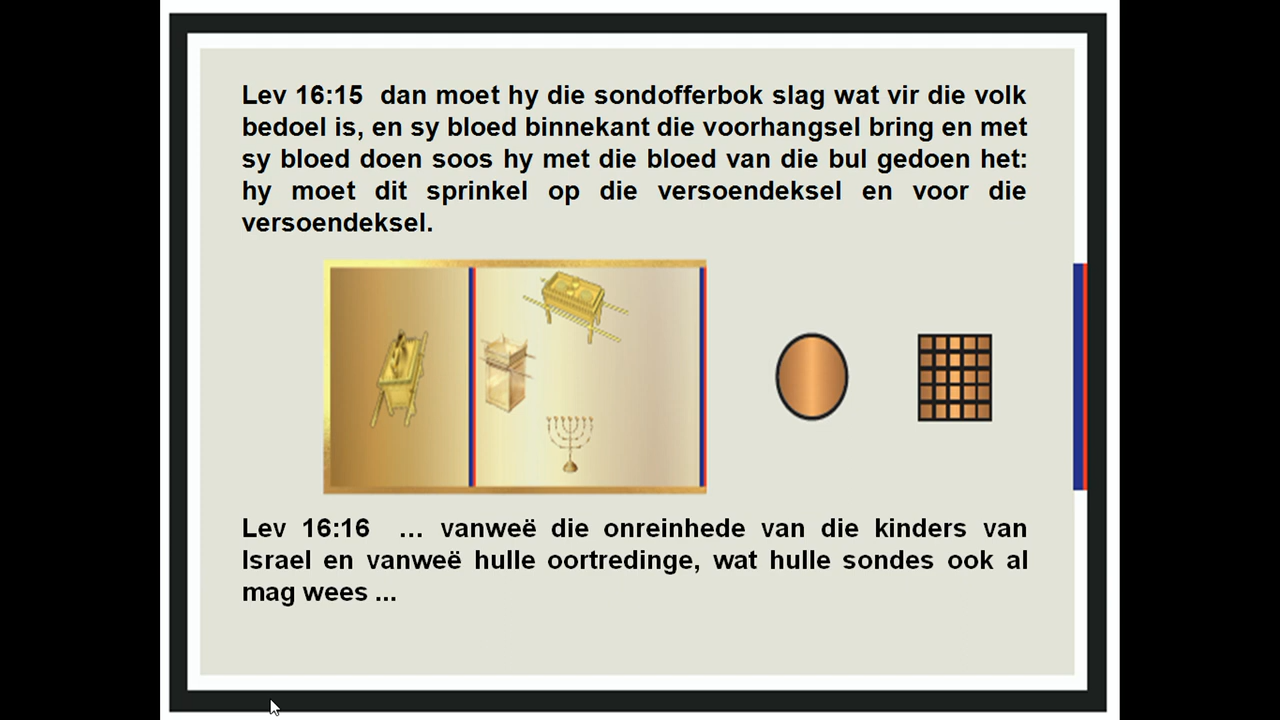 Lev 16:15 dan moet hy die sondofferbok slag wat vir die volk
bedoel is, en sy bloed binnekant die voorhangsel bring en met
sy bloed doen soos hy met die bloed van die bul gedoen het:
hy moet dit sprinkel op die versoendeksel en voor die
versoendeksel.
Lev 16:16 ... vanweë die onreinhede van die kinders van
Israel en vanweë hulle oortredinge, wat hulle sondes ook al
mag wees ...